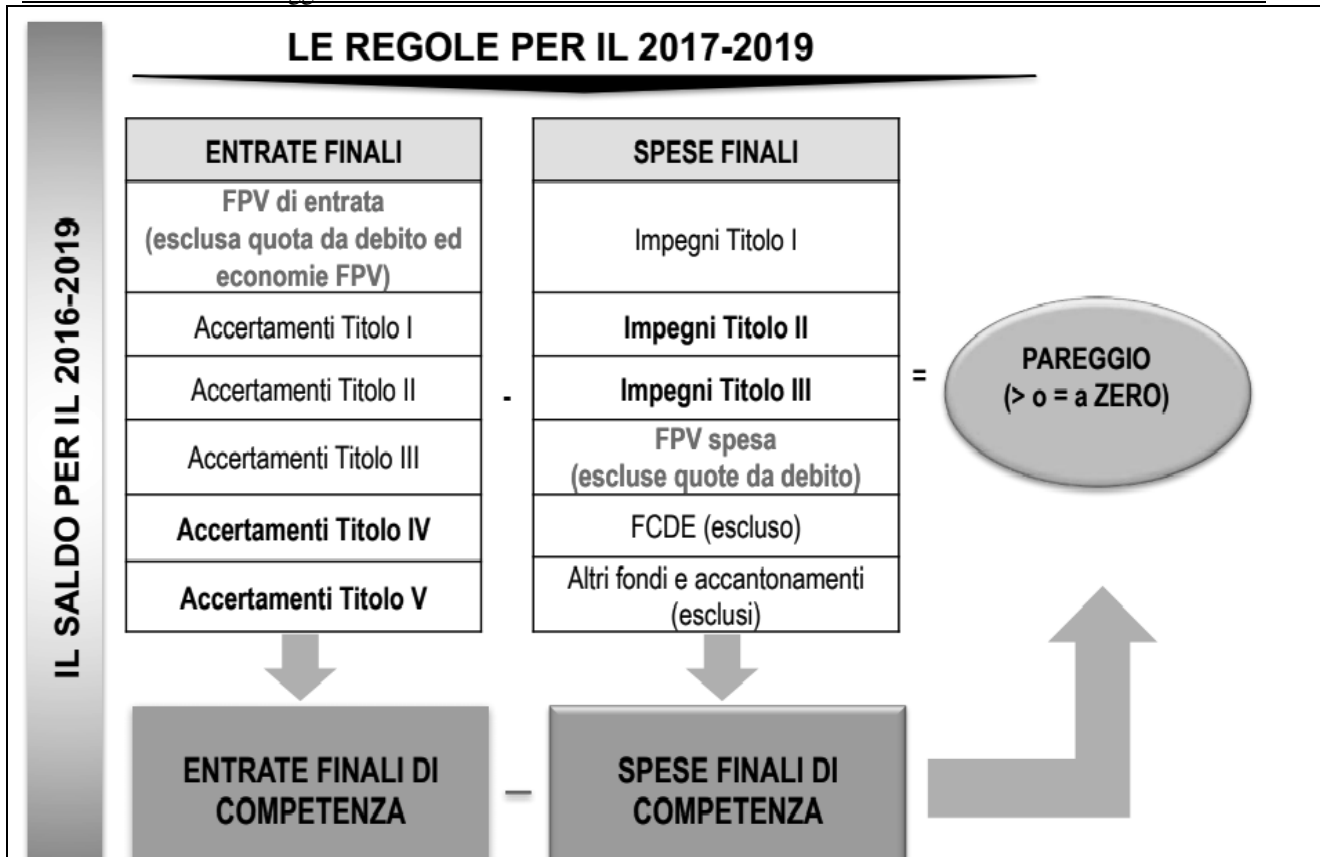 LE REGOLE PER IL 2017-2019
IL SALDO PER IL 2016-2019
ENTRATE FINALI
FPV di entrata
(esclusa quota da debito ed
economie FPV)
Accertamenti Titolo I
Accertamenti Titolo II
Accertamenti Titolo III
Accertamenti Titolo IV
Accertamenti Titolo V
-
SPESE FINALI
Impegni Titolo I
Impegni Titolo II
Impegni Titolo III
FPV spesa
(escluse quote da debito)
FCDE (escluso)
Altri fondi e accantonamenti
(esclusi)
=
PAREGGIO
(> o = a ZERO)
ENTRATE FINALI DI
COMPETENZA
–
SPESE FINALI DI
COMPETENZA